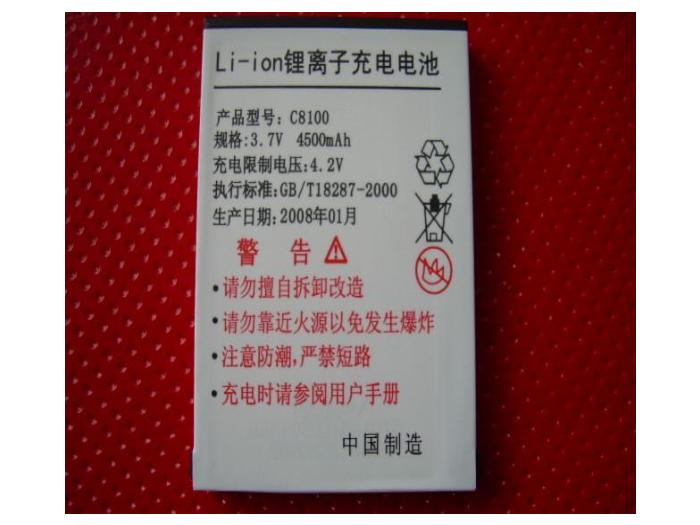 Li-ion锂离子充电电池
产品型号: C8100
规格:3.7V 4500mAh
充电限制电压:4.2V
执行标准:GB/T18287-2000
生产日期:2008年01月
警 告
•请勿擅自拆卸改造
•请勿靠近火源以免发生爆炸
•注意防潮,严禁短路
•充电时请参阅用户手册
中国制造